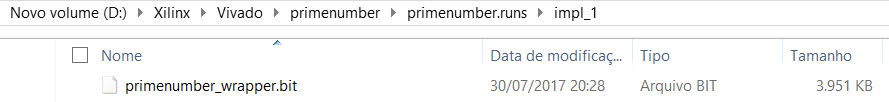 Novo volume (D:) > Xilinx > Vivado > primenumber > primenumber.runs > impl_1
Nome Data de modificaç... Tipo Tamanho
primenumber_wrapper.bit 30/07/2017 20:28 Arquivo BIT 3.951 KB